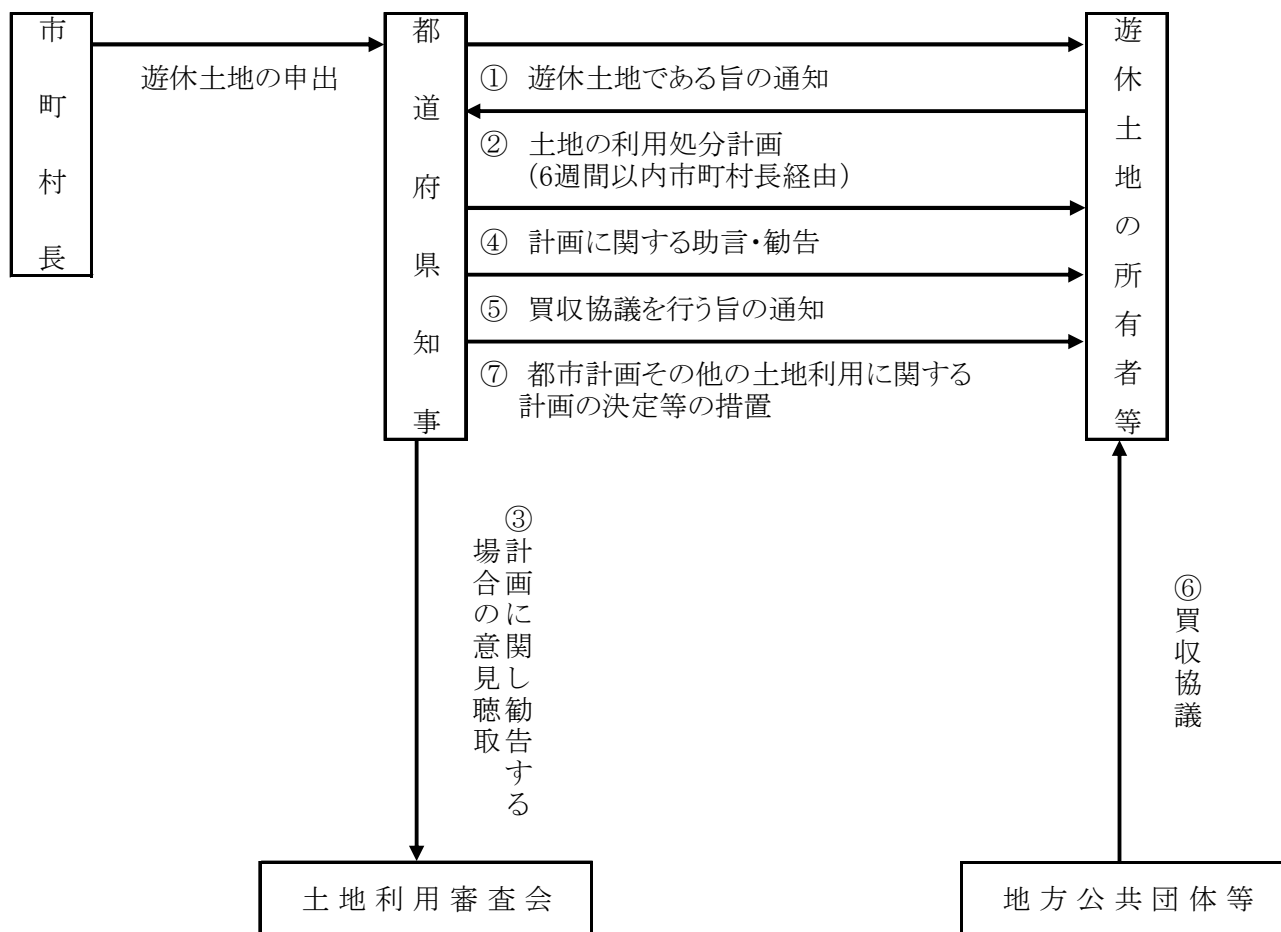 市町村長
遊休土地の申出
都道府県知事
① 遊休土地である旨の通知
② 土地の利用処分計画
(6週間以内市町村長経由)
④ 計画に関する助言・勧告
⑤ 買収協議を行う旨の通知
⑦ 都市計画その他の土地利用に関する
計画の決定等の措置
遊休土地の所有者等
③計画に関し勧告する
場合の意見聴取
⑥買収協議
土地利用審査会
地方公共団体等